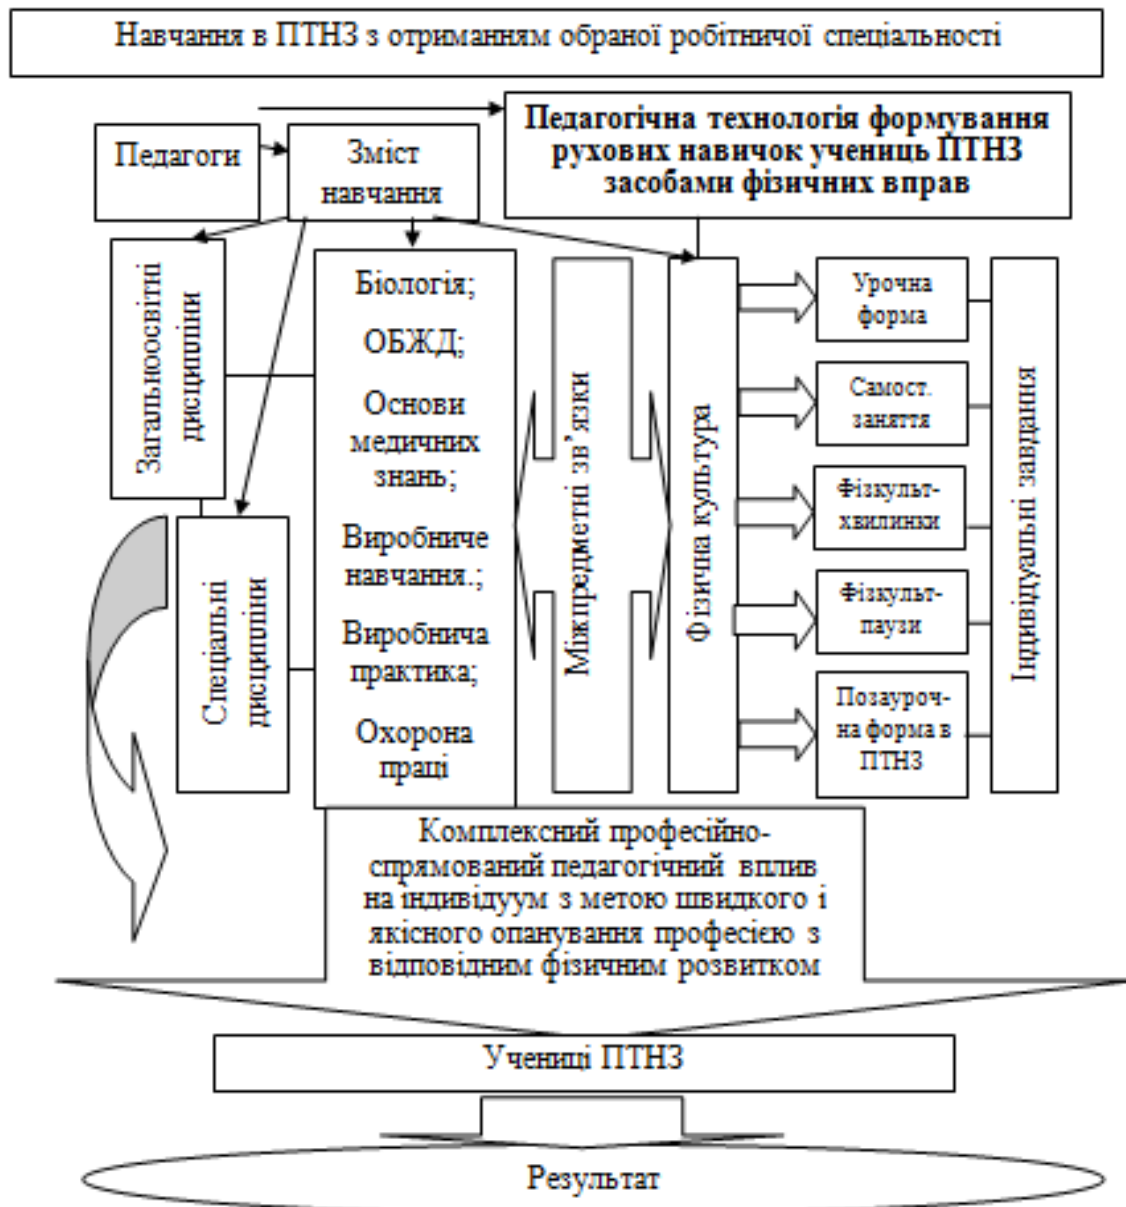 Навчання в ПТНЗ з отриманням обраної робітничої спеціальності
Педагоги
Зміст
навчання
Педагогічна технологія формування
рухових навичок учениць ПТНЗ
засобами фізичних вправ
Загальноосвітні
дисципліни
Спеціальні
дисципліни
Біологія;
ОБЖД;
Основи
медичних
знань;
Виробниче
навчання.;
Виробнича
практика;
Охорона
праці
Міжпредметні зв’язки
Фізична культура
Урочна
форма
Самост.
заняття
Фізкульт-
хвилинки
Фізкульт-
паузи
Позауроч-
на форма в
ПТНЗ
Індивідуальні завдання
Комплексний професійно-
спрямований педагогічний вплив
на індивідуум з метою швидкого і
якісного опанування професією з
відповідним фізичним розвитком
Учениці ПТНЗ
Результат